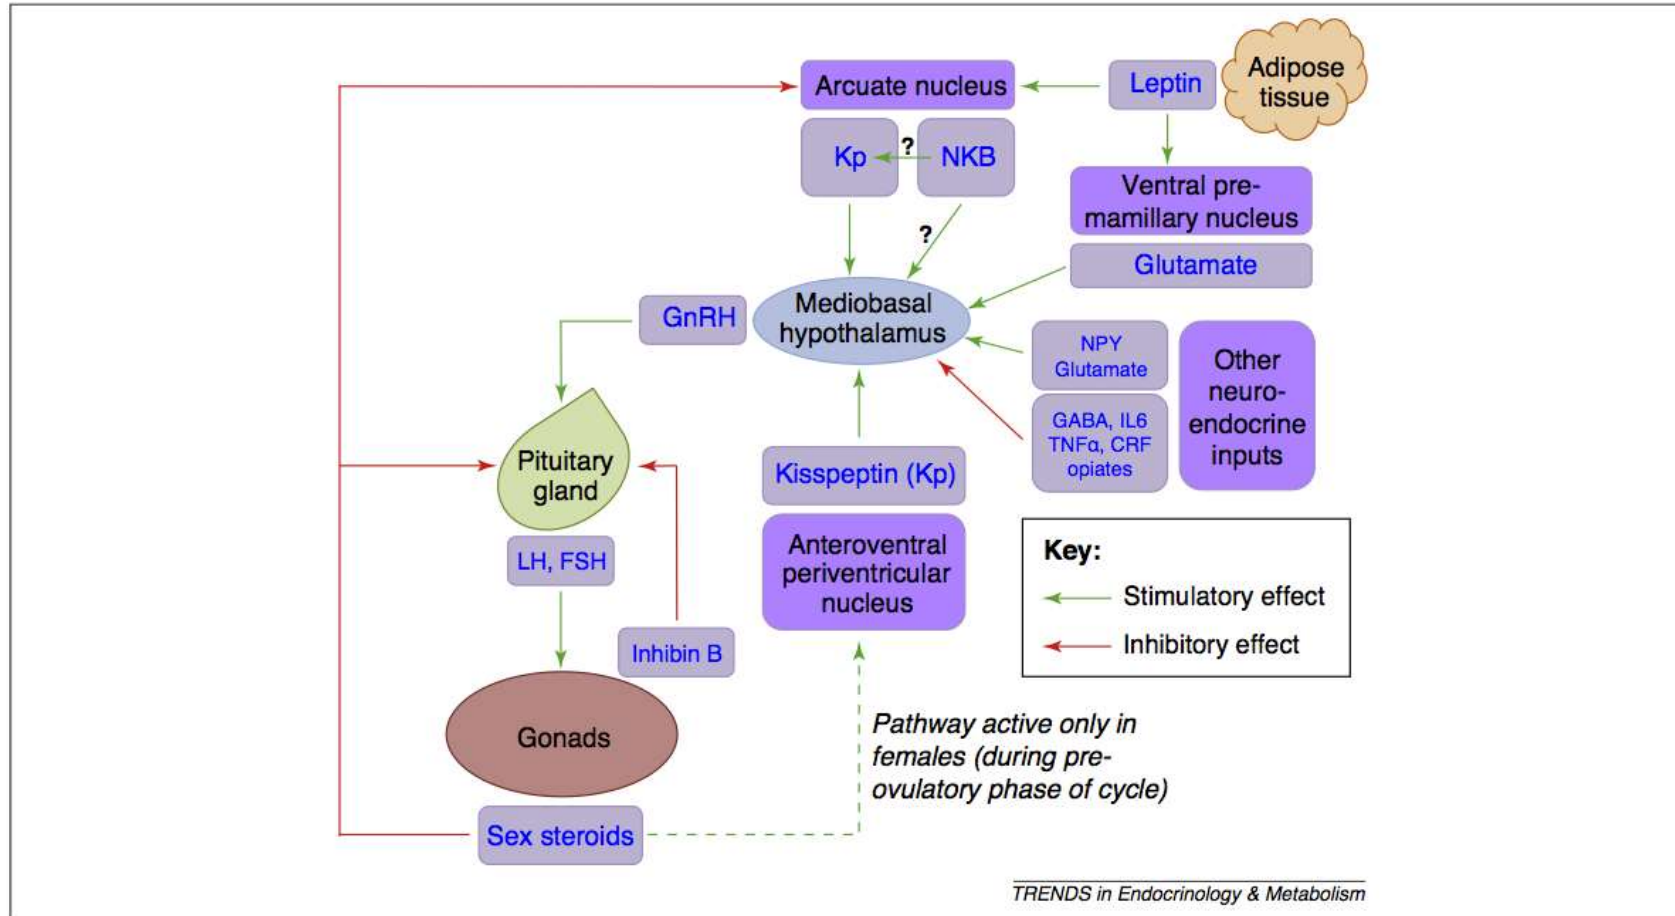 Arcuate nucleus
Leptin
Adipose
tissue
Kp
?
NKB
?
Ventral pre-
mamillary nucleus
Glutamate
GnRH
Mediobasal
hypothalamus
NPY
Glutamate
GABA, IL6
TNFα, CRF
opiates
Other
neuro-
endocrine
inputs
Pituitary
gland
Kisspeptin (Kp)
Anteroventral
periventricular
nucleus
LH, FSH
Inhibin B
Gonads
Sex steroids
Key:
Stimulatory effect
Inhibitory effect
Pathway active only in
females (during pre-
ovulatory phase of cycle)
TRENDS in Endocrinology & Metabolism